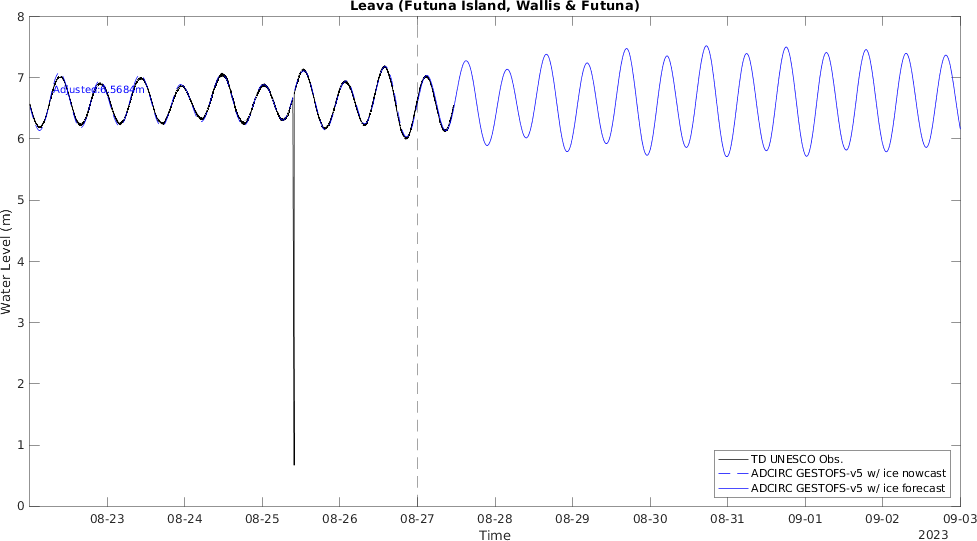 Leava (Futuna Island, Wallis & Futuna)
8
7
6
5
4
3
2
1
0
Water Level (m)
Adjusted:6.5684m
TD UNESCO Obs.
ADCIRC GESTOFS-v5 w/ ice nowcast
ADCIRC GESTOFS-v5 w/ ice forecast
08-23 08-24 08-25 08-26 08-27 08-28 08-29 08-30 08-31 09-01 09-02 09-03
Time
2023